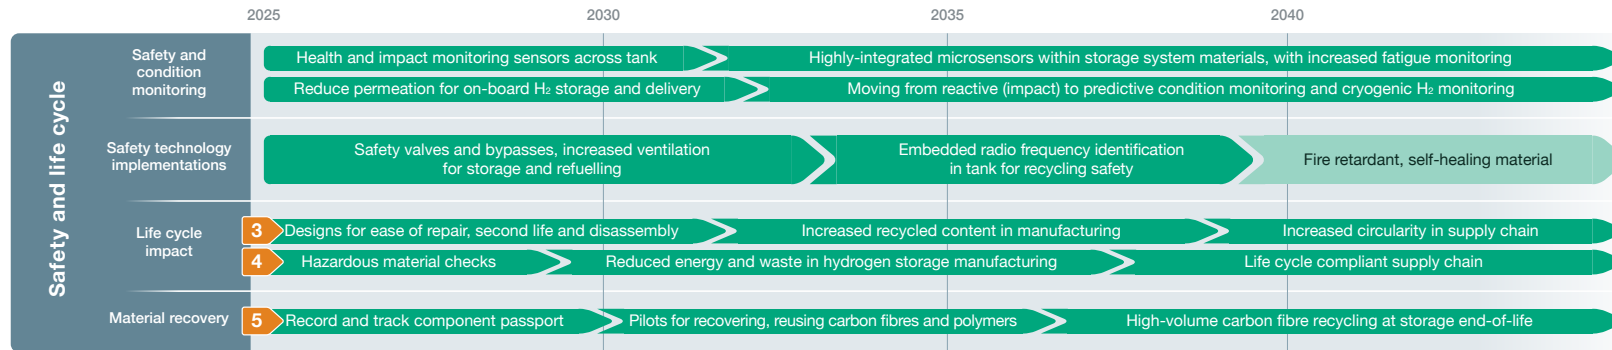 2025
2030
2035
2040
Safety and life cycle
Safety and
condition
monitoring
Health and impact monitoring sensors across tank
Highly-integrated microsensors within storage system materials, with increased fatigue monitoring
Reduce permeation for on-board H₂ storage and delivery
Moving from reactive (impact) to predictive condition monitoring and cryogenic H₂ monitoring
Safety technology
implementations
Safety valves and bypasses, increased ventilation
for storage and refuelling
Embedded radio frequency identification
in tank for recycling safety
Fire retardant, self-healing material
Life cycle
impact
3
Designs for ease of repair, second life and disassembly
Increased recycled content in manufacturing
Increased circularity in supply chain
4
Hazardous material checks
Reduced energy and waste in hydrogen storage manufacturing
Life cycle compliant supply chain
Material recovery
5
Record and track component passport
Pilots for recovering, reusing carbon fibres and polymers
High-volume carbon fibre recycling at storage end-of-life